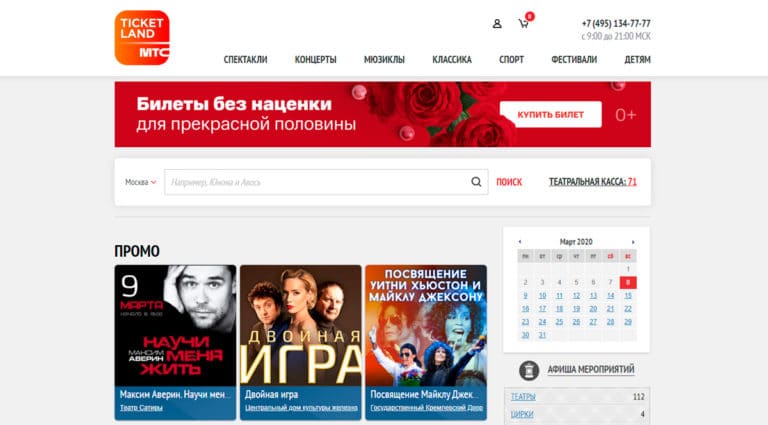 TICKET
LAND
МТС
0
+7 (495) 134-77-77
с 9:00 до 21:00 МСК
СПЕКТАКЛИ КОНЦЕРТЫ МЮЗИКЛЫ КЛАССИКА СПОРТ ФЕСТИВАЛИ ДЕТЯМ
Билеты без наценки
для прекрасной половины
КУПИТЬ БИЛЕТ
0+
Москва
Например, Юнона и Авось
ПОИСК
ТЕАТРАЛЬНАЯ КАССА: 71
ПРОМО
9
МАРТА
НАЧАЛО В 19:00
НАУЧИ
МАКСИМ
АВЕРИН
МЕНЯ
ЖИТЬ
Максим Аверин. Научи мен...
Театр Сатиры
ДВОЙНАЯ
ИГРА
Двойная игра
Центральный дом культуры железно
ПОСВЯЩЕНИЕ
УИТНИ ХЬЮСТОН И
МАЙКЛУ ДЖЕКСОНУ
Посвящение Майклу Джек...
Государственный Кремлевский Двор
Март 2020
пн вт ср чт пт сб вс
1
2 3 4 5 6 7 8
9 10 11 12 13 14 15
16 17 18 19 20 21 22
23 24 25 26 27 28 29
30 31
АФИША МЕРОПРИЯТИЙ
ТЕАТРЫ 112
ЦИРКИ 4